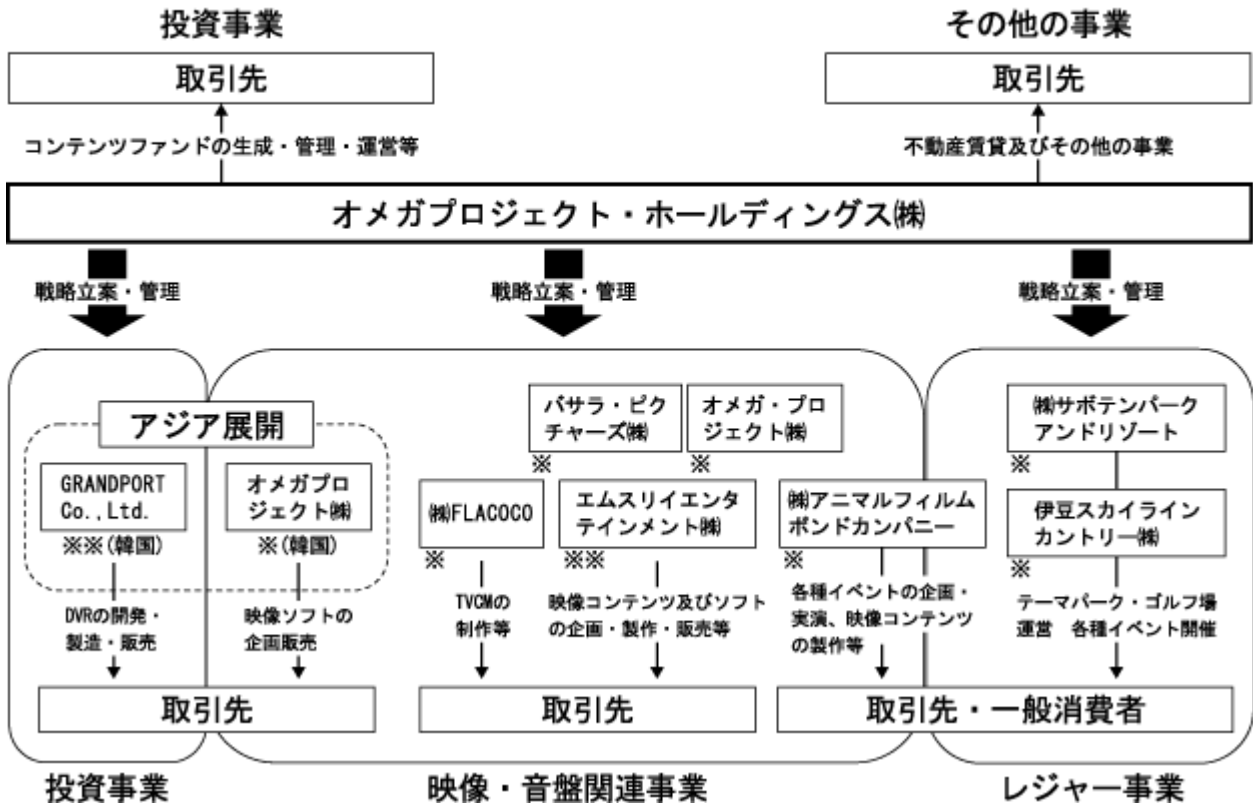 投資事業
その他の事業
取引先
取引先
コンテンツファンドの生成・管理・運営等
不動産賃貸及びその他の事業
オメガプロジェクト・ホールディングス㈱
戦略立案・管理
戦略立案・管理
戦略立案・管理
アジア展開
GRANDPORT
Co.,Ltd.
※※(韓国)
オメガプロ
ジェクト㈱
※(韓国)
DVRの開発・
製造・販売
映像ソフトの
企画販売
取引先
バサラ・ピク
チャーズ㈱
※
オメガ・プロ
ジェクト㈱
※
㈱FLACOCO
※
エムスリイエンタ
テインメント㈱
※※
㈱アニマルフィルム
ボンドカンパニー
※
TVCMの
制作等
映像コンテンツ及びソフト
の企画・製作・販売等
各種イベントの企画・
実演、映像コンテンツ
の製作等
取引先
㈱サボテンパーク
アンドリゾート
※
伊豆スカイライン
カントリー㈱
※
テーマパーク・ゴルフ場
運営 各種イベント開催
取引先・一般消費者
投資事業
映像・音盤関連事業
レジャー事業